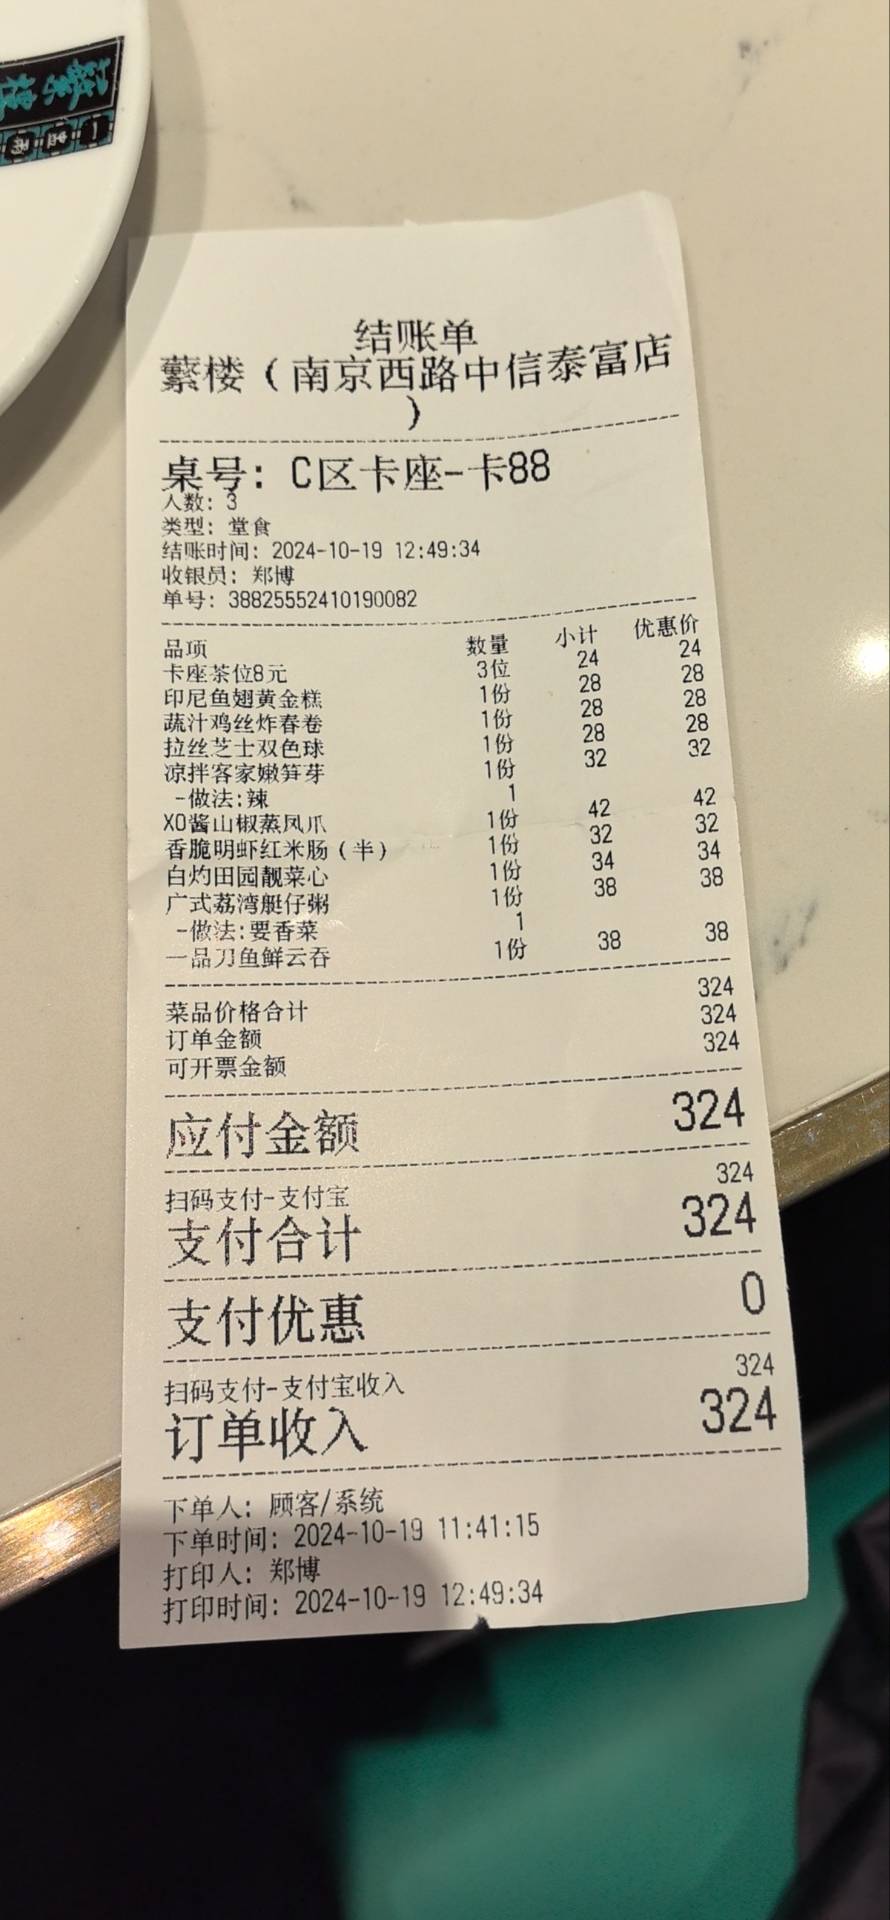 结账单
蘩楼（南京西路中信泰富店
）
桌号: C区卡座-卡88
人数: 3
类型: 堂食
结账时间: 2024-10-19 12:49:34
收银员: 郑博
单号: 38825552410190082
品项 数量 小计 优惠价
卡座茶位8元 3位 24 24
印尼鱼翅黄金糕 1份 28 28
蔬汁鸡丝炸春卷 1份 28 28
拉丝芝士双色球 1份 28 28
凉拌客家嫩笋芽 1份 32 32
-做法:辣 1
XO酱山椒蒸凤爪 1份 42 42
香脆明虾红米肠（半） 1份 32 32
白灼田园靓菜心 1份 34 34
广式荔湾艇仔粥 1份 38 38
-做法:要香菜 1
一品刀鱼鲜云吞 1份 38 38
菜品价格合计 324
订单金额 324
可开票金额 324
应付金额 324
扫码支付-支付宝 324
支付合计 324
支付优惠 0
扫码支付-支付宝收入 324
订单收入 324
下单人: 顾客/系统
下单时间: 2024-10-19 11:41:15
打印人: 郑博
打印时间: 2024-10-19 12:49:34